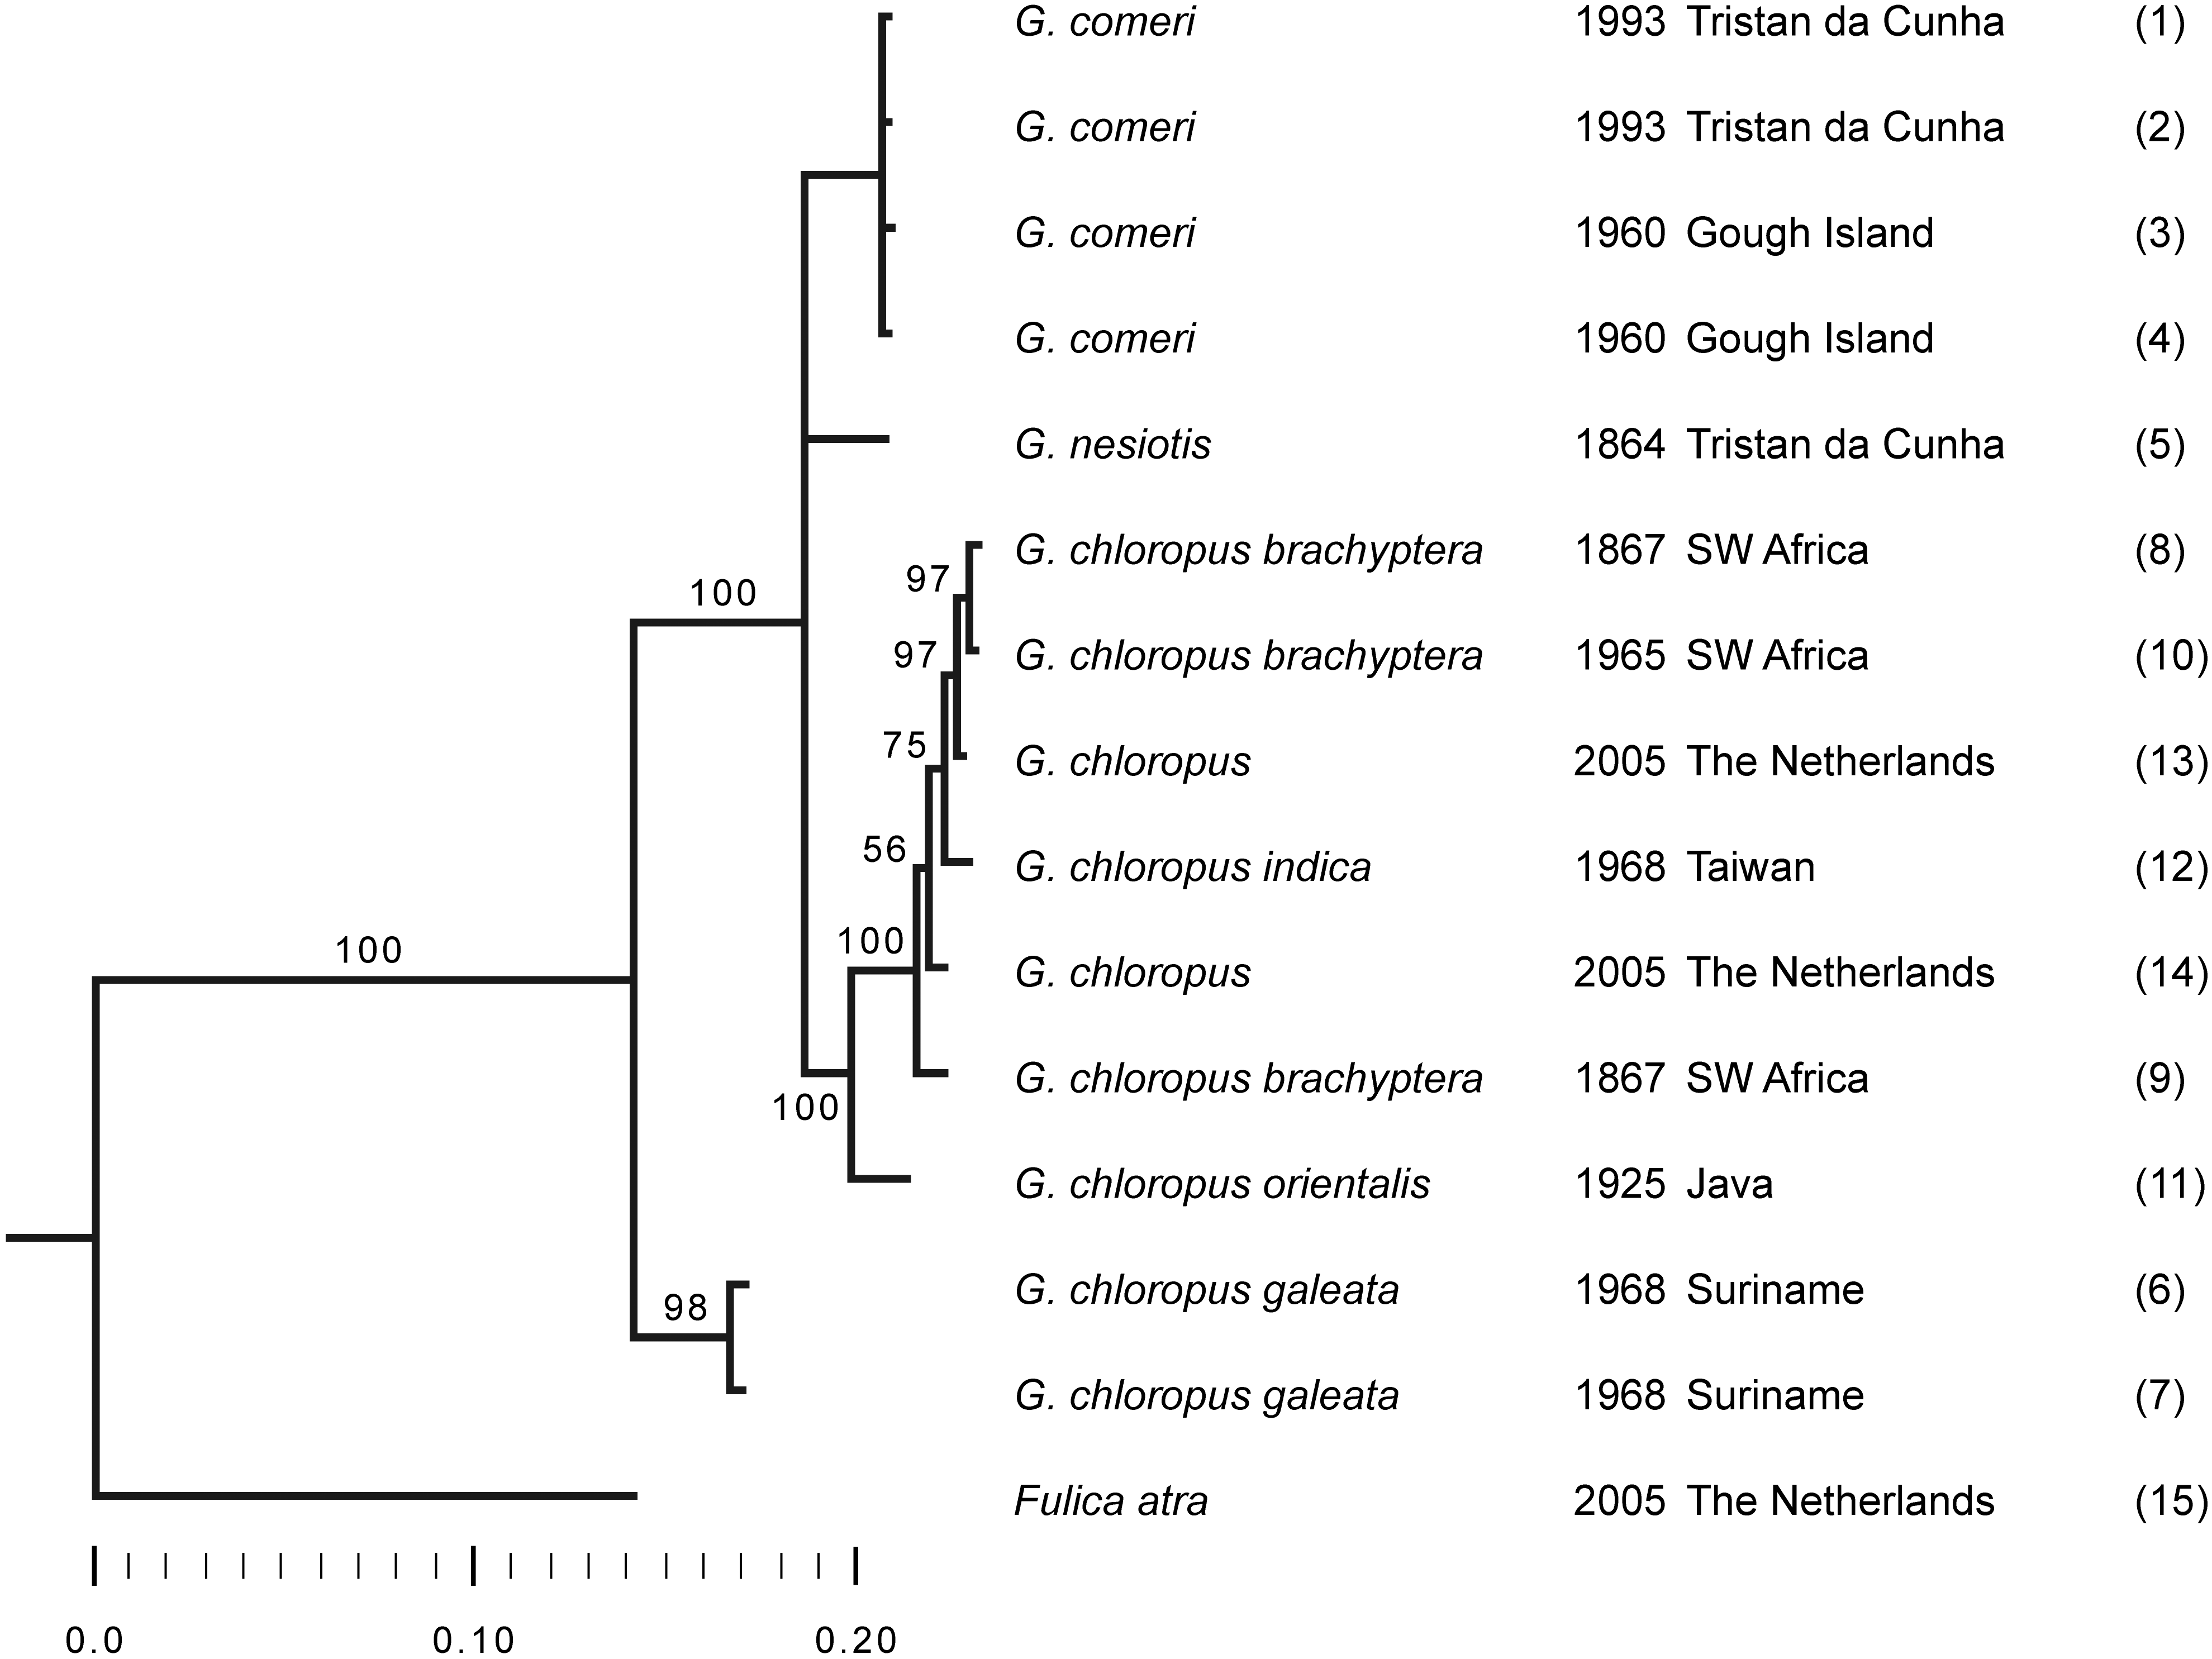 G. comeri 1993 Tristan da Cunha (1)
G. comeri 1993 Tristan da Cunha (2)
G. comeri 1960 Gough Island (3)
G. comeri 1960 Gough Island (4)
G. nesiotis 1864 Tristan da Cunha (5)
G. chloropus brachyptera 1867 SW Africa (8)
97
100
G. chloropus brachyptera 1965 SW Africa (10)
97
75
G. chloropus 2005 The Netherlands (13)
56
G. chloropus indica 1968 Taiwan (12)
100
100
G. chloropus 2005 The Netherlands (14)
G. chloropus brachyptera 1867 SW Africa (9)
100
G. chloropus orientalis 1925 Java (11)
G. chloropus galeata 1968 Suriname (6)
98
G. chloropus galeata 1968 Suriname (7)
Fulica atra 2005 The Netherlands (15)
0.0 0.10 0.20